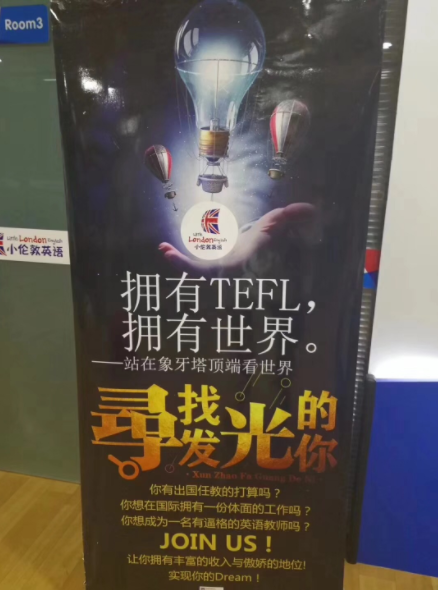 Room3
Little London English
小伦敦英语
London
小伦敦英语
拥有TEFL，
拥有世界。
——站在象牙塔顶端看世界
尋找发光的你
· Xun Zhao Fa Guang De Ni ·
你有出国任教的打算吗？
你想在国际拥有一份体面的工作吗？
你想成为一名有逼格的英语教师吗？
JOIN US！
让你拥有丰富的收入与傲娇的地位!
实现你的Dream！